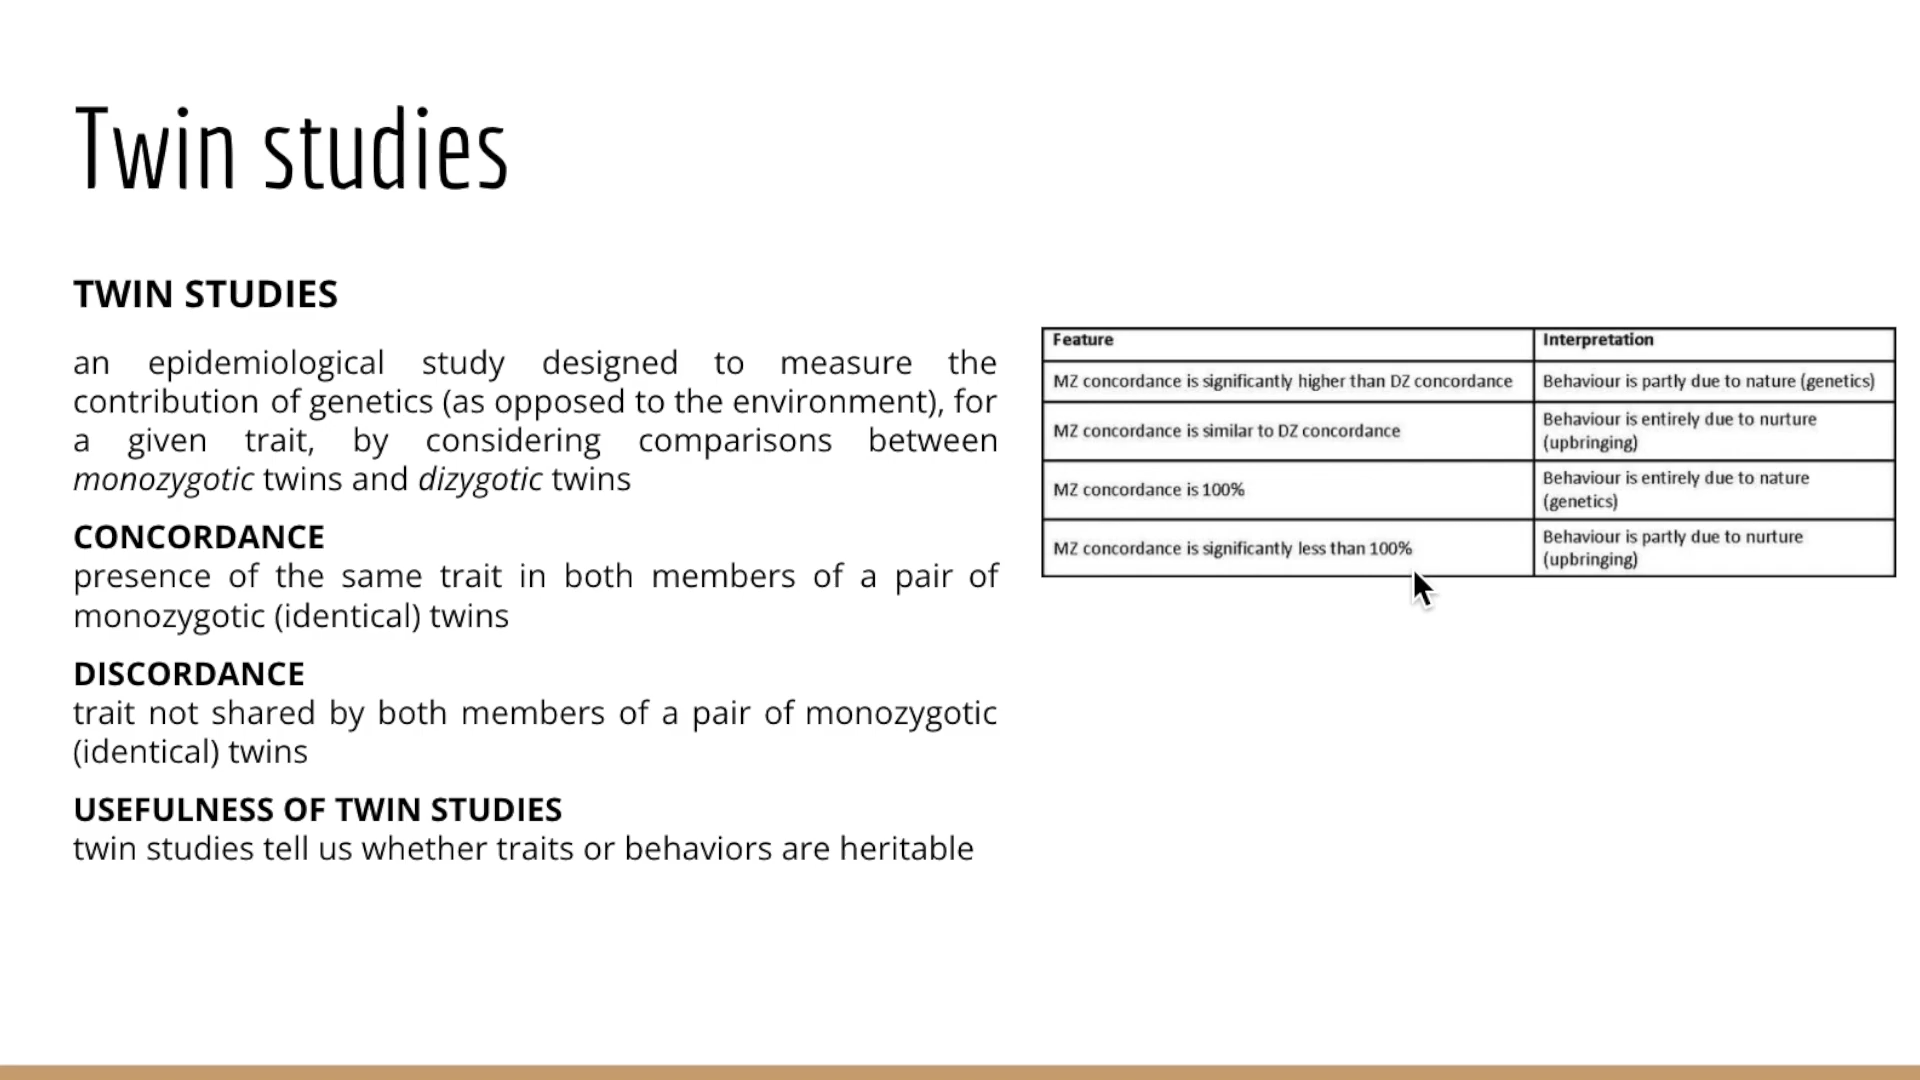 Twin studies
TWIN STUDIES
an epidemiological study designed to measure the
contribution of genetics (as opposed to the environment), for
a given trait, by considering comparisons between
monozygotic twins and dizygotic twins
CONCORDANCE
presence of the same trait in both members of a pair of
monozygotic (identical) twins
DISCORDANCE
trait not shared by both members of a pair of monozygotic
(identical) twins
USEFULNESS OF TWIN STUDIES
twin studies tell us whether traits or behaviors are heritable
Feature
Interpretation
MZ concordance is significantly higher than DZ concordance
Behaviour is partly due to nature (genetics)
MZ concordance is similar to DZ concordance
Behaviour is entirely due to nurture
(upbringing)
MZ concordance is 100%
Behaviour is entirely due to nature
(genetics)
MZ concordance is significantly less than 100%
Behaviour is partly due to nurture
(upbringing)